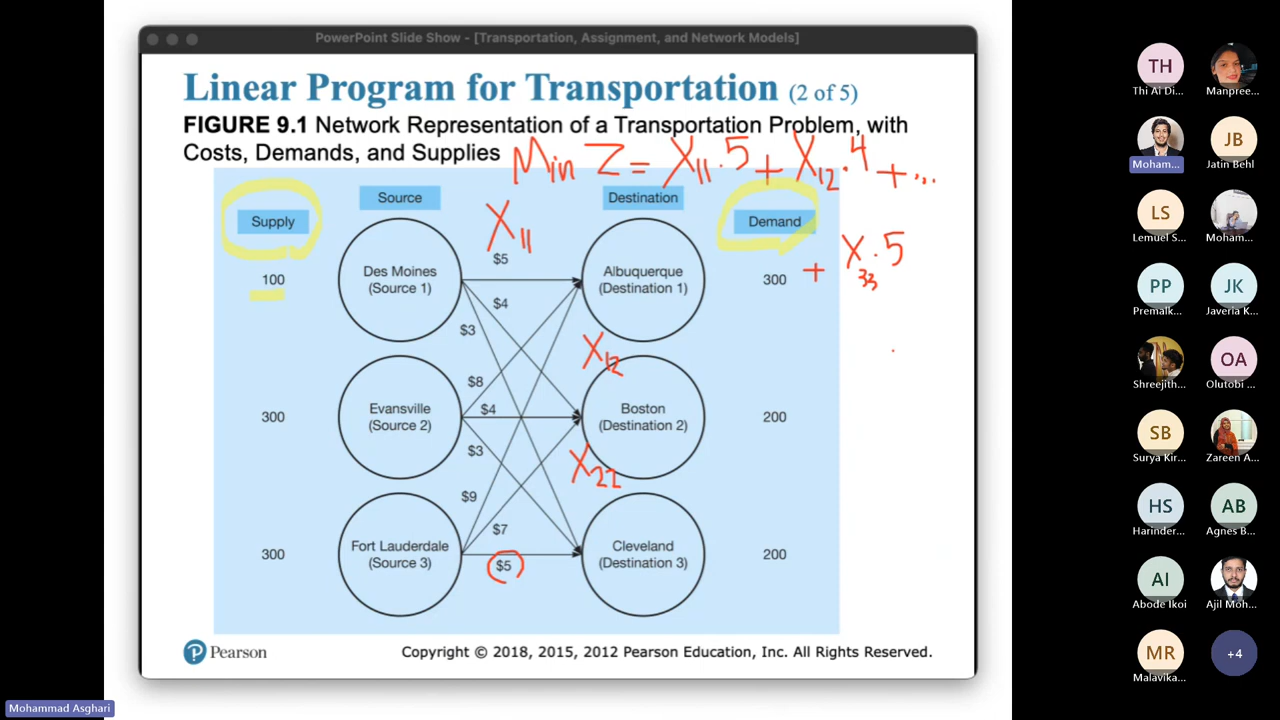 PowerPoint Slide Show - [Transportation, Assignment, and Network Models]
Linear Program for Transportation (2 of 5)
FIGURE 9.1 Network Representation of a Transportation Problem, with
Costs, Demands, and Supplies
Min Z = X11 . 5 + X12 . 4 + ...
+ X33 . 5
Supply
Source
Destination
Demand
X11
100
Des Moines
(Source 1)
$5
$4
$3
Albuquerque
(Destination 1)
300
X12
300
Evansville
(Source 2)
$8
$4
$3
Boston
(Destination 2)
200
X22
300
Fort Lauderdale
(Source 3)
$9
$7
$5
Cleveland
(Destination 3)
200
Pearson
Copyright © 2018, 2015, 2012 Pearson Education, Inc. All Rights Reserved.
Mohammad Asghari
TH
Thi Ai Di...
Manpree...
Moham...
JB
Jatin Behl
LS
Lemuel S...
Moham...
PP
Premalk...
JK
Javeria K...
Shreejith...
OA
Olutobi ...
SB
Surya Kir...
Zareen A...
HS
Harinder...
AB
Agnes B...
AI
Abode Ikoi
Ajil Moh...
MR
Malavika...
+4